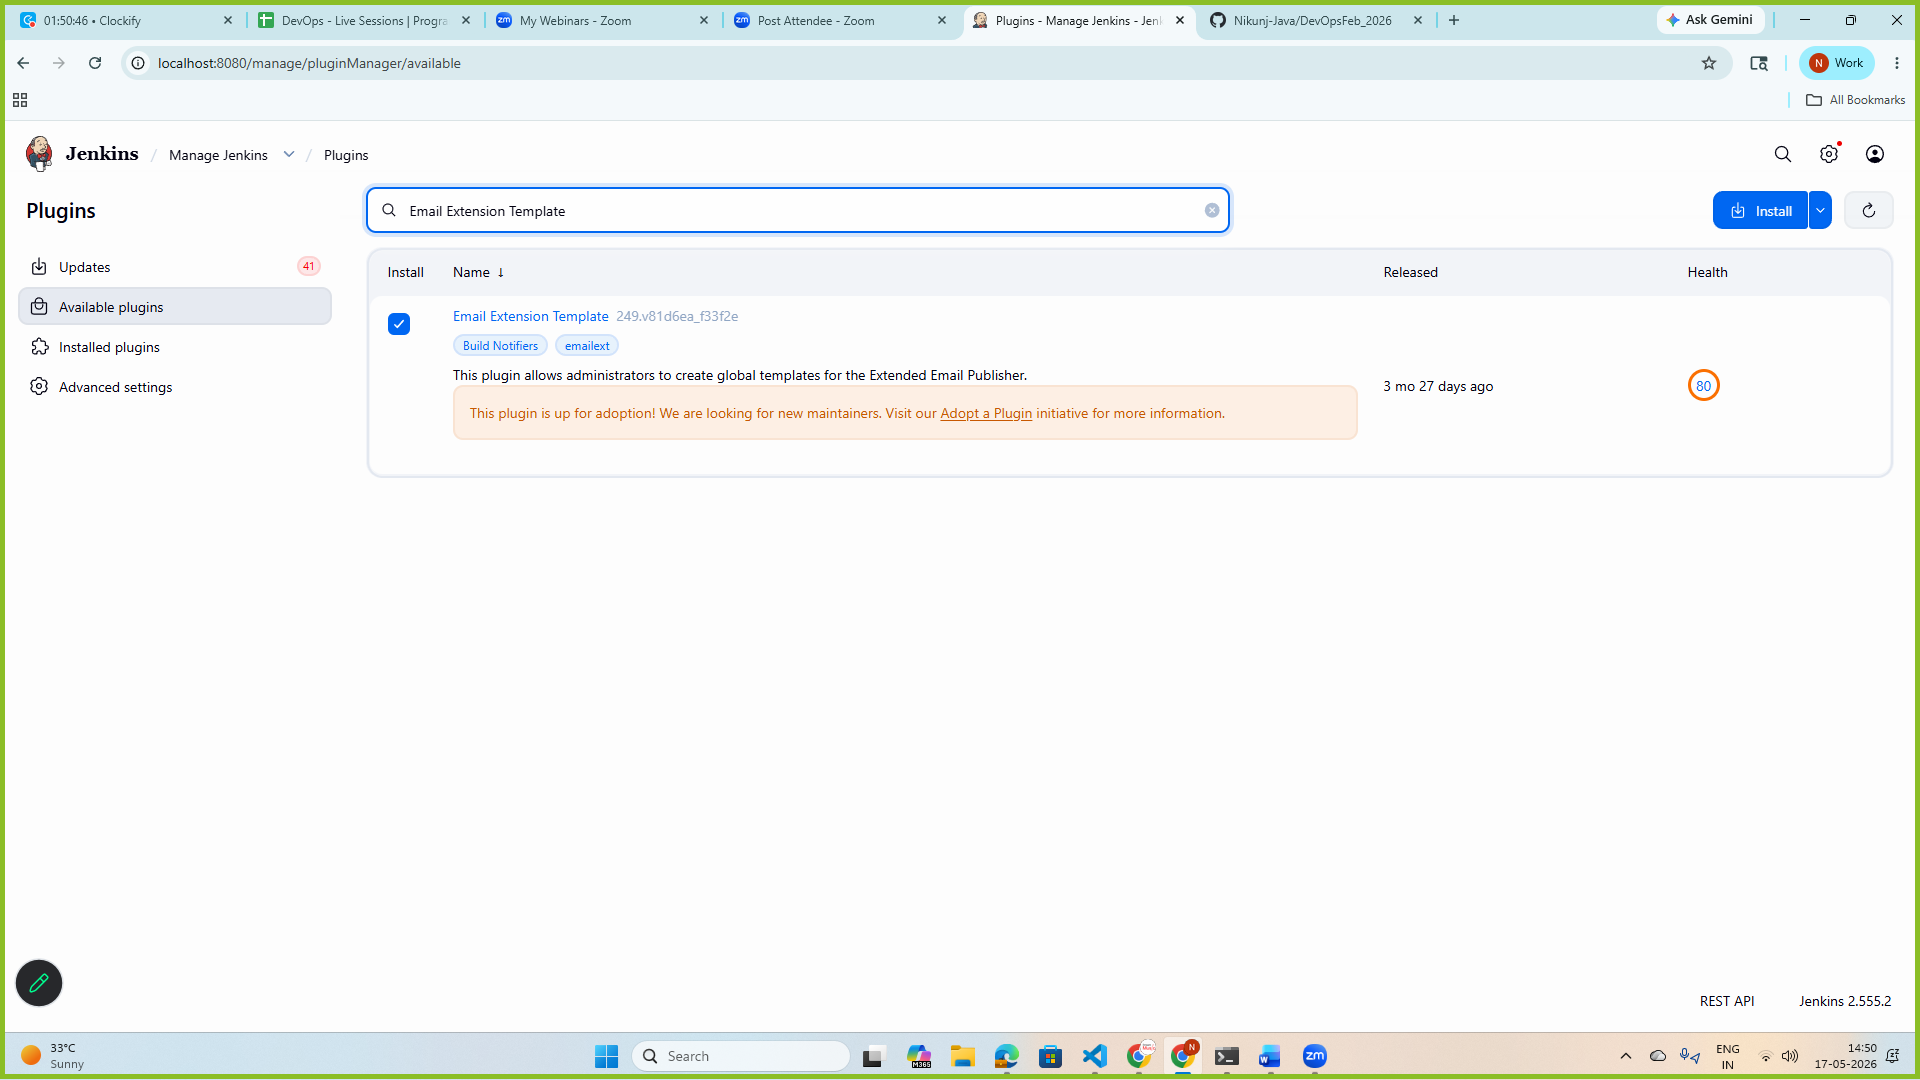 01:50:46 • Clockify
DevOps - Live Sessions | Progra
My Webinars - Zoom
Post Attendee - Zoom
Plugins - Manage Jenkins - Jenk
Nikunj-Java/DevOpsFeb_2026
Ask Gemini
localhost:8080/manage/pluginManager/available
N Work
All Bookmarks
Jenkins / Manage Jenkins / Plugins
Plugins
Email Extension Template
Install
Updates 41
Available plugins
Installed plugins
Advanced settings
Install Name ↓ Released Health
Email Extension Template 249.v81d6ea_f33f2e
Build Notifiers emailext
This plugin allows administrators to create global templates for the Extended Email Publisher.
3 mo 27 days ago
80
This plugin is up for adoption! We are looking for new maintainers. Visit our Adopt a Plugin initiative for more information.
REST API Jenkins 2.555.2
33°C
Sunny
Search
M365
N
zm
ENG
IN
14:50
17-05-2026